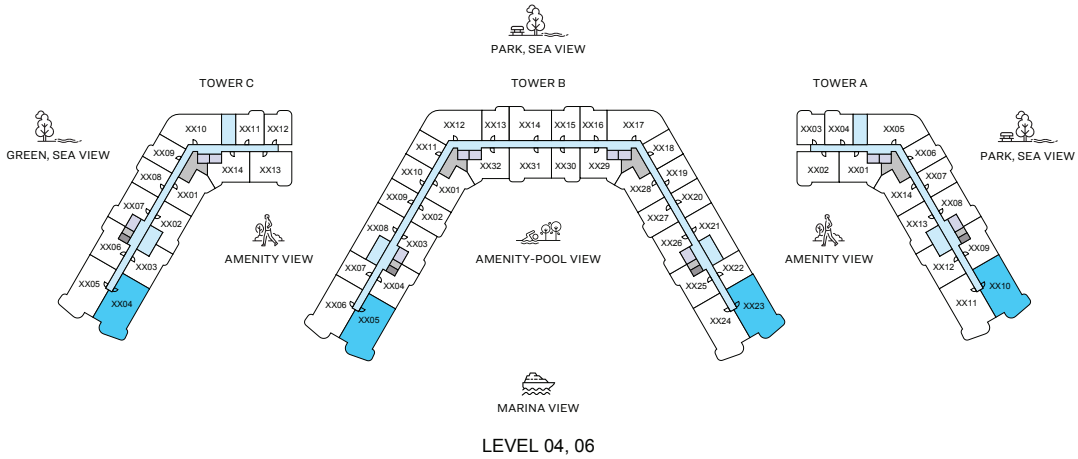 PARK, SEA VIEW
TOWER C
TOWER B
TOWER A
GREEN, SEA VIEW
PARK, SEA VIEW
XX10
XX11
XX12
XX09
XX14
XX13
XX08
XX01
XX07
XX02
XX06
XX03
XX05
XX04
AMENITY VIEW
XX12
XX13
XX14
XX15
XX16
XX17
XX11
XX32
XX31
XX30
XX29
XX18
XX10
XX01
XX28
XX19
XX09
XX02
XX27
XX20
XX08
XX03
XX26
XX21
XX07
XX04
XX25
XX22
XX06
XX05
XX24
XX23
AMENITY-POOL VIEW
AMENITY VIEW
XX03
XX04
XX05
XX02
XX01
XX06
XX14
XX07
XX13
XX08
XX12
XX09
XX11
XX10
MARINA VIEW
LEVEL 04, 06